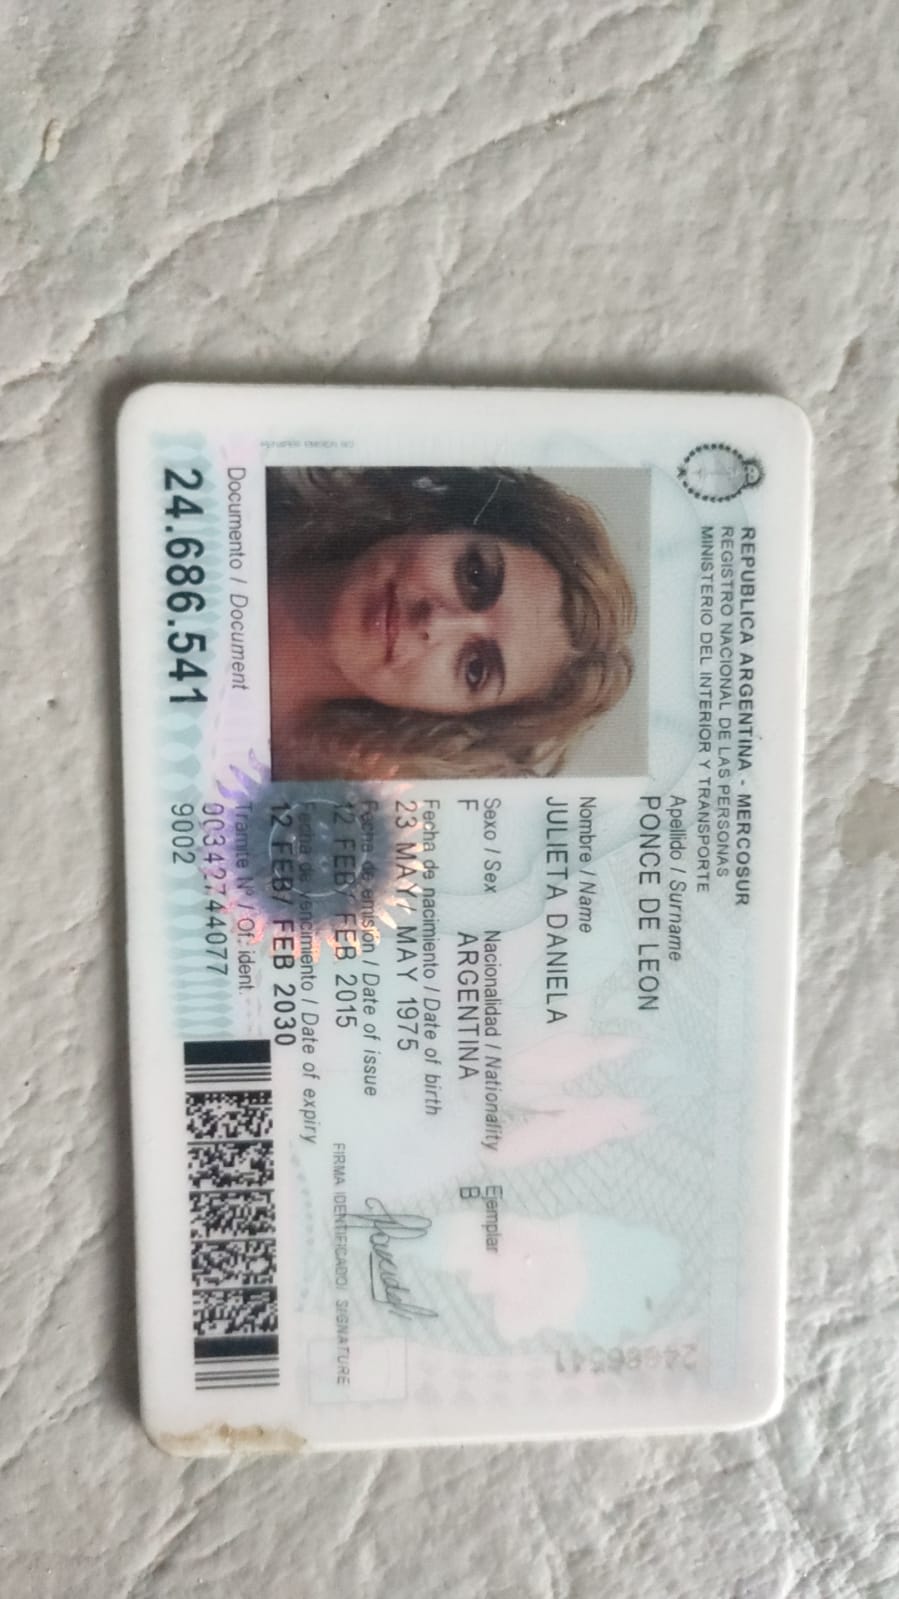 REPUBLICA ARGENTINA - MERCOSUR
REGISTRO NACIONAL DE LAS PERSONAS
MINISTERIO DEL INTERIOR Y TRANSPORTE
Apellido / Surname
PONCE DE LEON
Nombre / Name
JULIETA DANIELA
Sexo / Sex Nacionalidad / Nationality Ejemplar
F ARGENTINA B
Fecha de nacimiento / Date of birth
23 MAY/ MAY 1975
Fecha de emisión / Date of issue
12 FEB/ FEB 2015
Fecha de vencimiento / Date of expiry
12 FEB/ FEB 2030
FIRMA IDENTIFICADO/ SIGNATURE
Documento / Document
24.686.541
Tramite Nº / Of. ident.
00342744077
9002
24686541